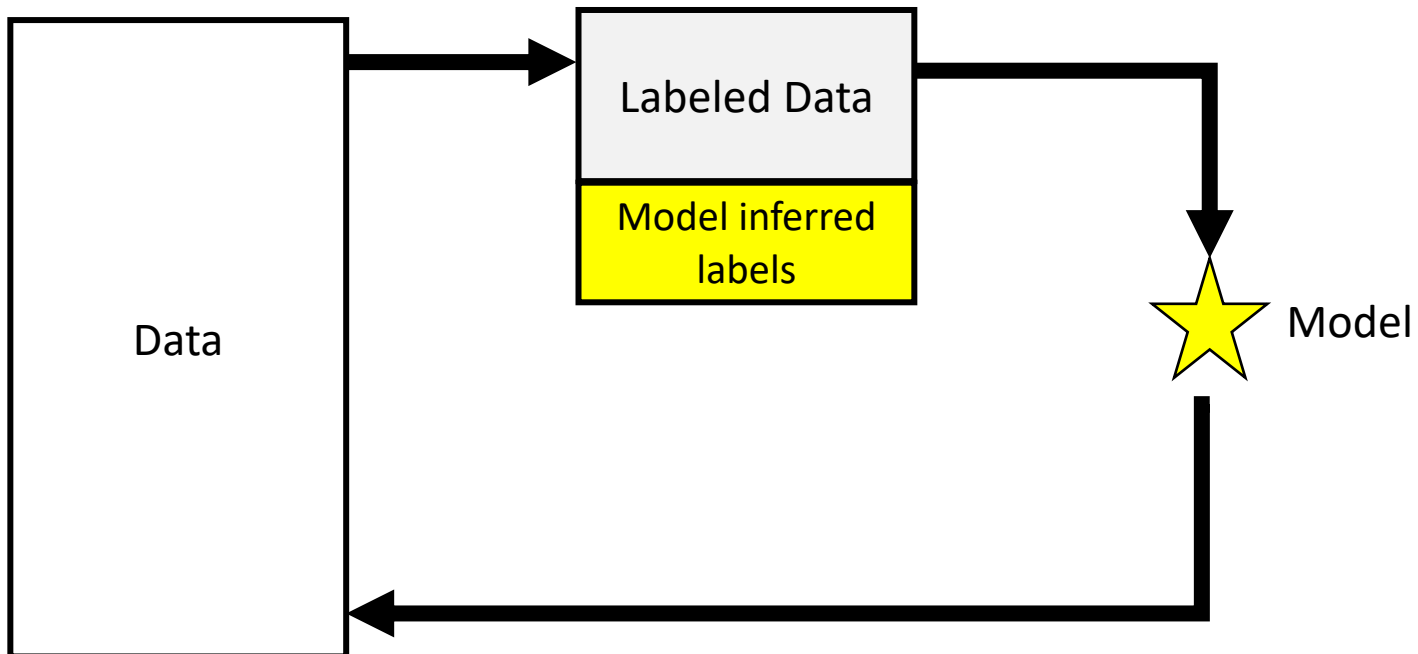 Labeled Data
Model inferred
labels
Data
Model